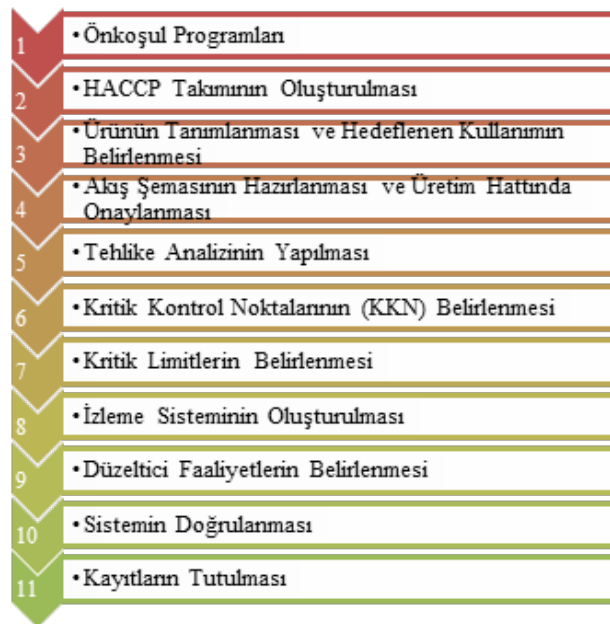 1
• Önkoşul Programları
2
• HACCP Takımının Oluşturulması
3
• Ürünün Tanımlanması ve Hedeflenen Kullanımın
Belirlenmesi
4
• Akış Şemasının Hazırlanması ve Üretim Hattında
Onaylanması
5
• Tehlike Analizinin Yapılması
6
• Kritik Kontrol Noktalarının (KKN) Belirlenmesi
7
• Kritik Limitlerin Belirlenmesi
8
• İzleme Sisteminin Oluşturulması
9
• Düzeltici Faaliyetlerin Belirlenmesi
10
• Sistemin Doğrulanması
11
• Kayıtların Tutulması